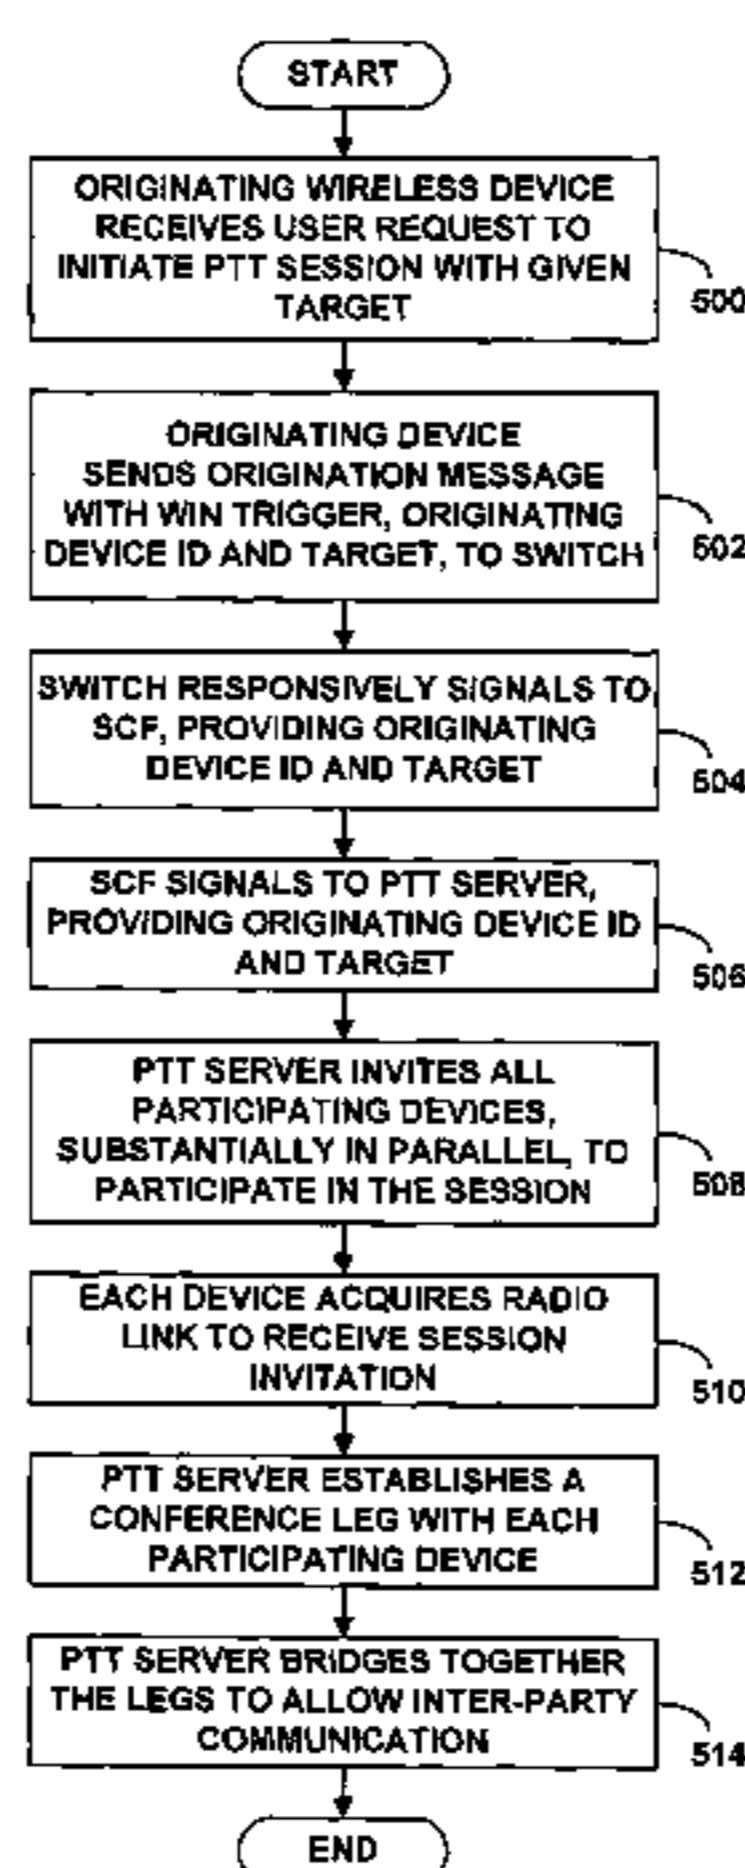 START
ORIGINATING WIRELESS DEVICE
RECEIVES USER REQUEST TO
INITIATE PTT SESSION WITH GIVEN
TARGET
500
ORIGINATING DEVICE
SENDS ORIGINATION MESSAGE
WITH WIN TRIGGER, ORIGINATING
DEVICE ID AND TARGET, TO SWITCH
502
SWITCH RESPONSIVELY SIGNALS TO
SCF, PROVIDING ORIGINATING
DEVICE ID AND TARGET
504
SCF SIGNALS TO PTT SERVER,
PROVIDING ORIGINATING DEVICE ID
AND TARGET
506
PTT SERVER INVITES ALL
PARTICIPATING DEVICES,
SUBSTANTIALLY IN PARALLEL, TO
PARTICIPATE IN THE SESSION
508
EACH DEVICE ACQUIRES RADIO
LINK TO RECEIVE SESSION
INVITATION
510
PTT SERVER ESTABLISHES A
CONFERENCE LEG WITH EACH
PARTICIPATING DEVICE
512
PTT SERVER BRIDGES TOGETHER
THE LEGS TO ALLOW INTER-PARTY
COMMUNICATION
514
END